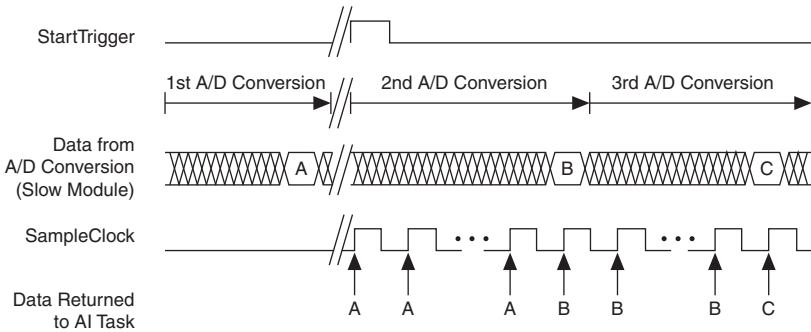 StartTrigger
1st A/D Conversion 2nd A/D Conversion 3rd A/D Conversion
Data from
A/D Conversion
(Slow Module)
A B C
SampleClock
Data Returned
to AI Task
A A A B B B C